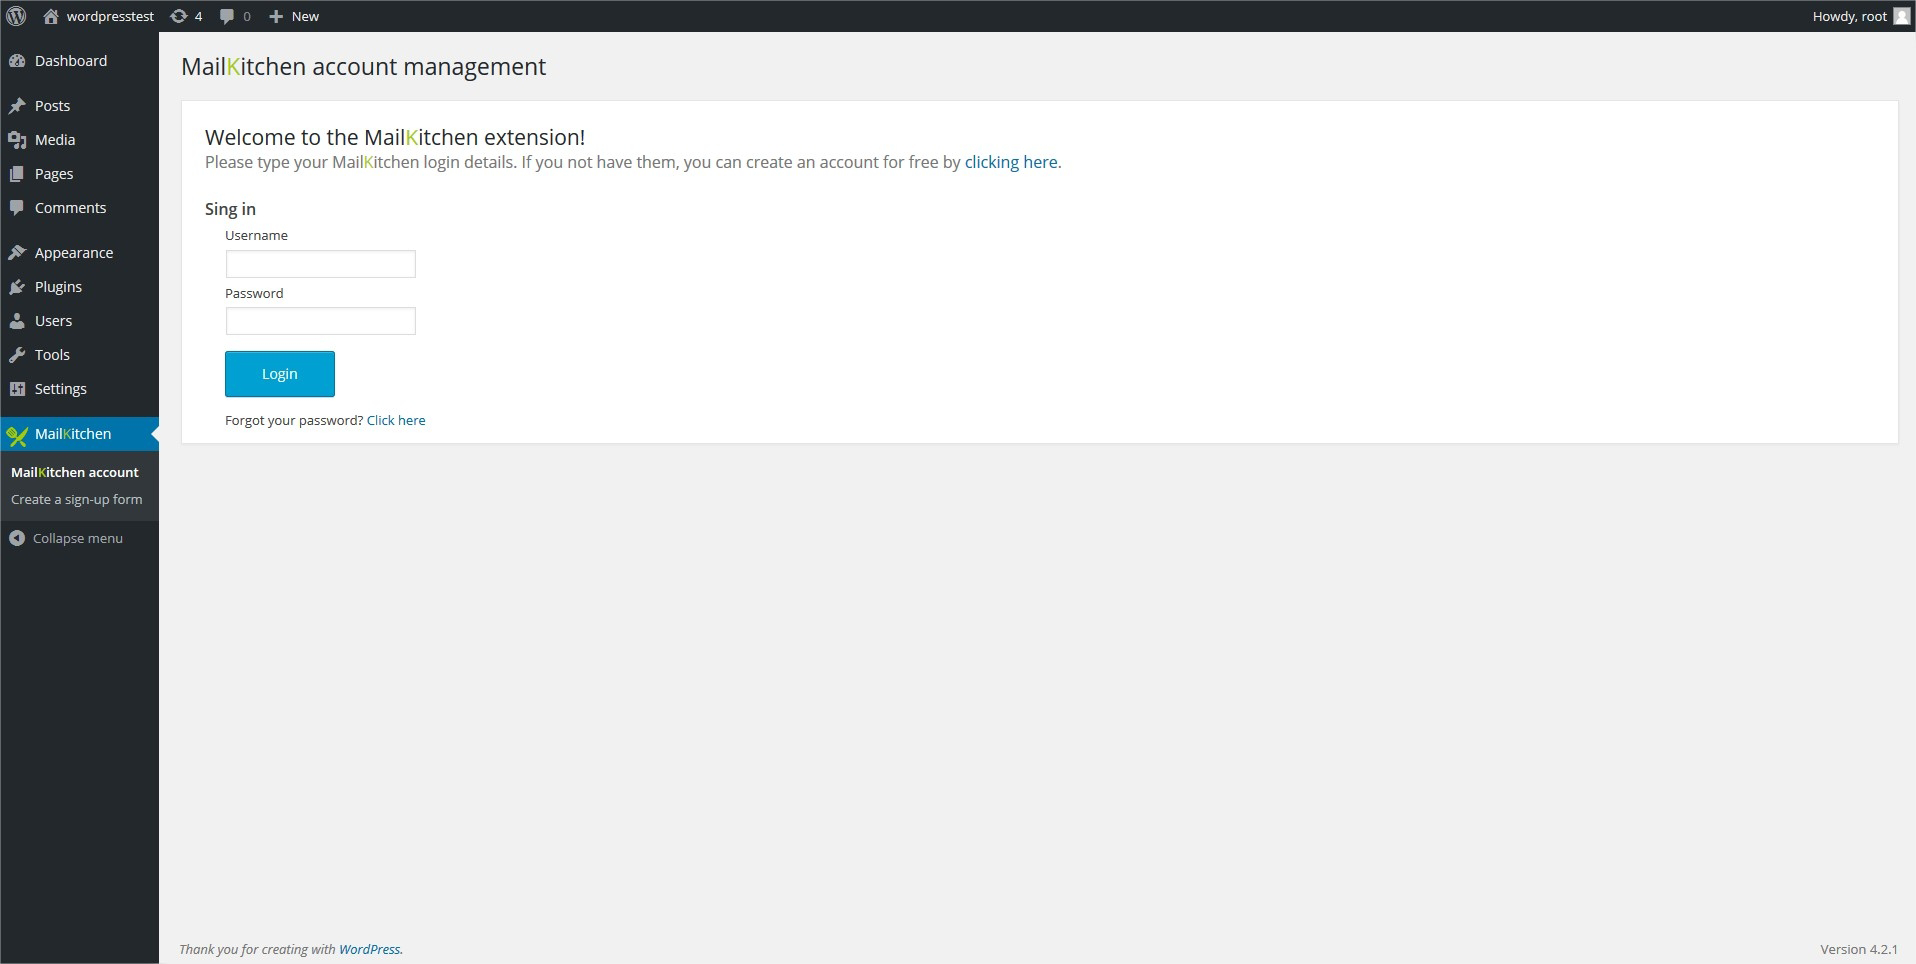 wordpresstest 4 0 New Howdy, root
Dashboard
Posts
Media
Pages
Comments
Appearance
Plugins
Users
Tools
Settings
MailKitchen
MailKitchen account
Create a sign-up form
Collapse menu
MailKitchen account management
Welcome to the MailKitchen extension!
Please type your MailKitchen login details. If you not have them, you can create an account for free by clicking here.
Sing in
Username
Password
Login
Forgot your password? Click here
Thank you for creating with WordPress. Version 4.2.1